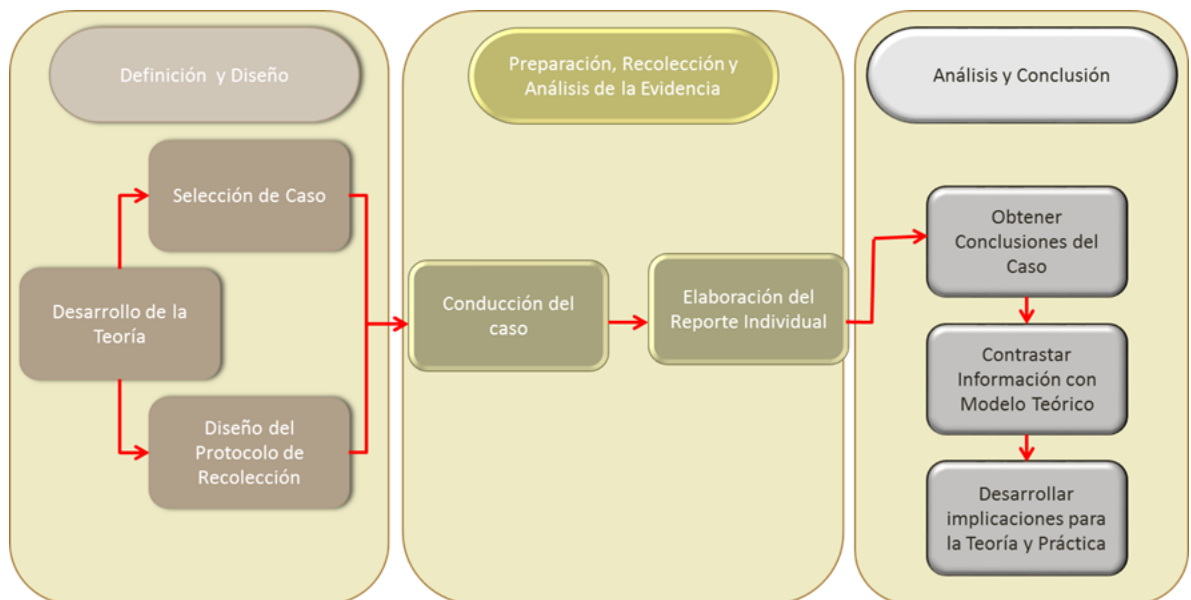 Definición y Diseño
Selección de Caso
Desarrollo de la
Teoría
Diseño del
Protocolo de
Recolección
Preparación, Recolección y
Análisis de la Evidencia
Conducción del
caso
Elaboración del
Reporte Individual
Análisis y Conclusión
Obtener
Conclusiones del
Caso
Contrastar
Información con
Modelo Teórico
Desarrollar
implicaciones para
la Teoría y Práctica